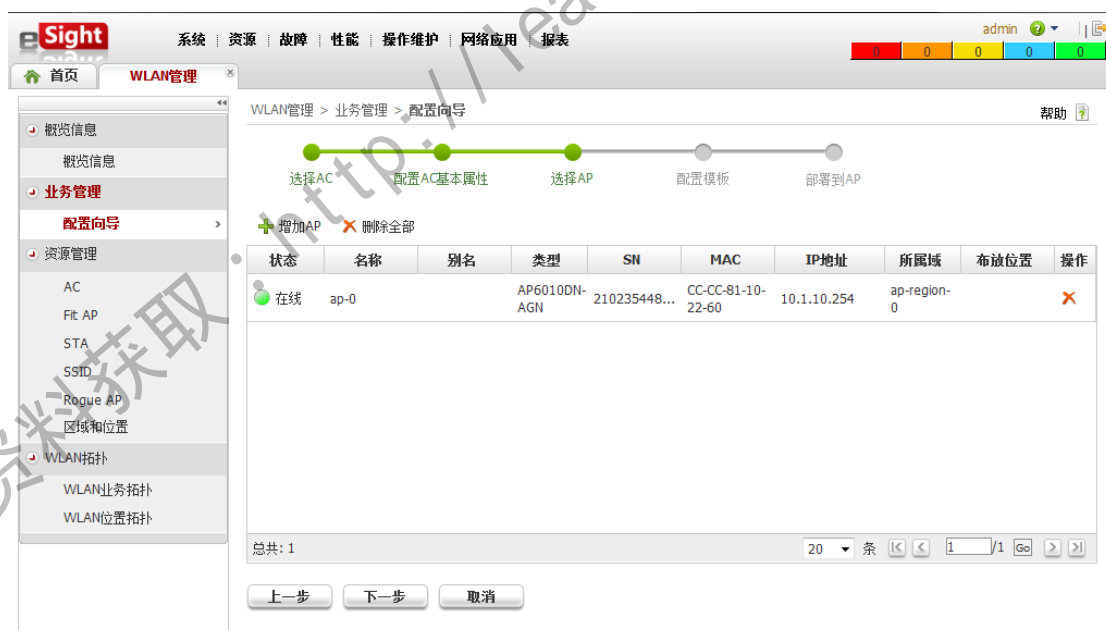 eSight
系统 | 资源 | 故障 | 性能 | 操作维护 | 网络应用 | 报表
admin
0 0 0 0 0
首页 WLAN管理
WLAN管理 > 业务管理 > 配置向导
帮助
概览信息
概览信息
业务管理
配置向导
资源管理
AC
Fit AP
STA
SSID
Rogue AP
区域和位置
WLAN拓扑
WLAN业务拓扑
WLAN位置拓扑
选择AC 配置AC基本属性 选择AP 配置模板 部署到AP
增加AP 删除全部
状态 名称 别名 类型 SN MAC IP地址 所属域 布放位置 操作
在线 ap-0 AP6010DN-AGN 210235448... CC-CC-81-10-22-60 10.1.10.254 ap-region-0
总共: 1
20 条 1 /1 Go
上一步 下一步 取消
资料获取: http://lea